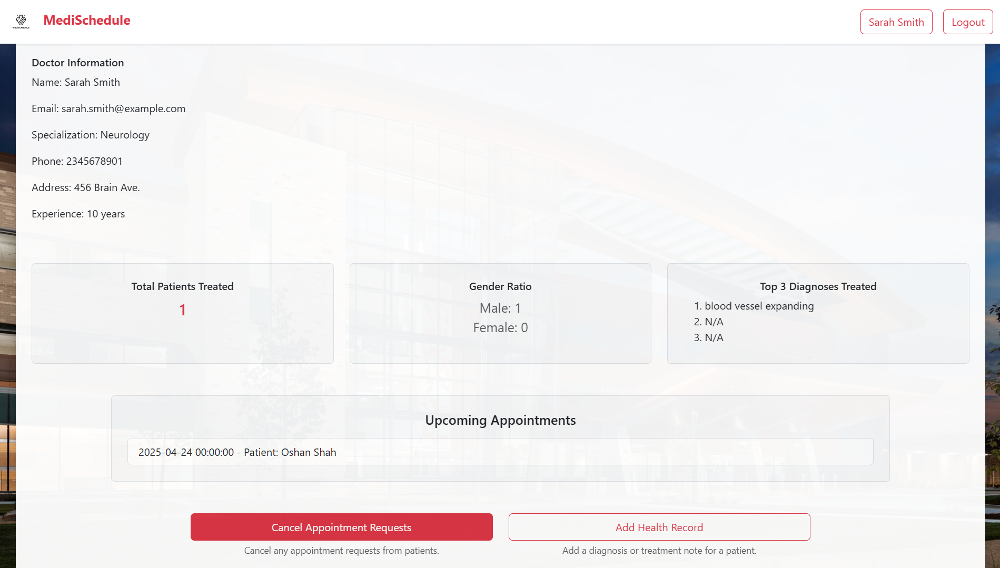 MEDISCHEDULE
MediSchedule
Sarah Smith
Logout
Doctor Information
Name: Sarah Smith
Email: sarah.smith@example.com
Specialization: Neurology
Phone: 2345678901
Address: 456 Brain Ave.
Experience: 10 years
Total Patients Treated
1
Gender Ratio
Male: 1
Female: 0
Top 3 Diagnoses Treated
1. blood vessel expanding
2. N/A
3. N/A
Upcoming Appointments
2025-04-24 00:00:00 - Patient: Oshan Shah
Cancel Appointment Requests
Cancel any appointment requests from patients.
Add Health Record
Add a diagnosis or treatment note for a patient.